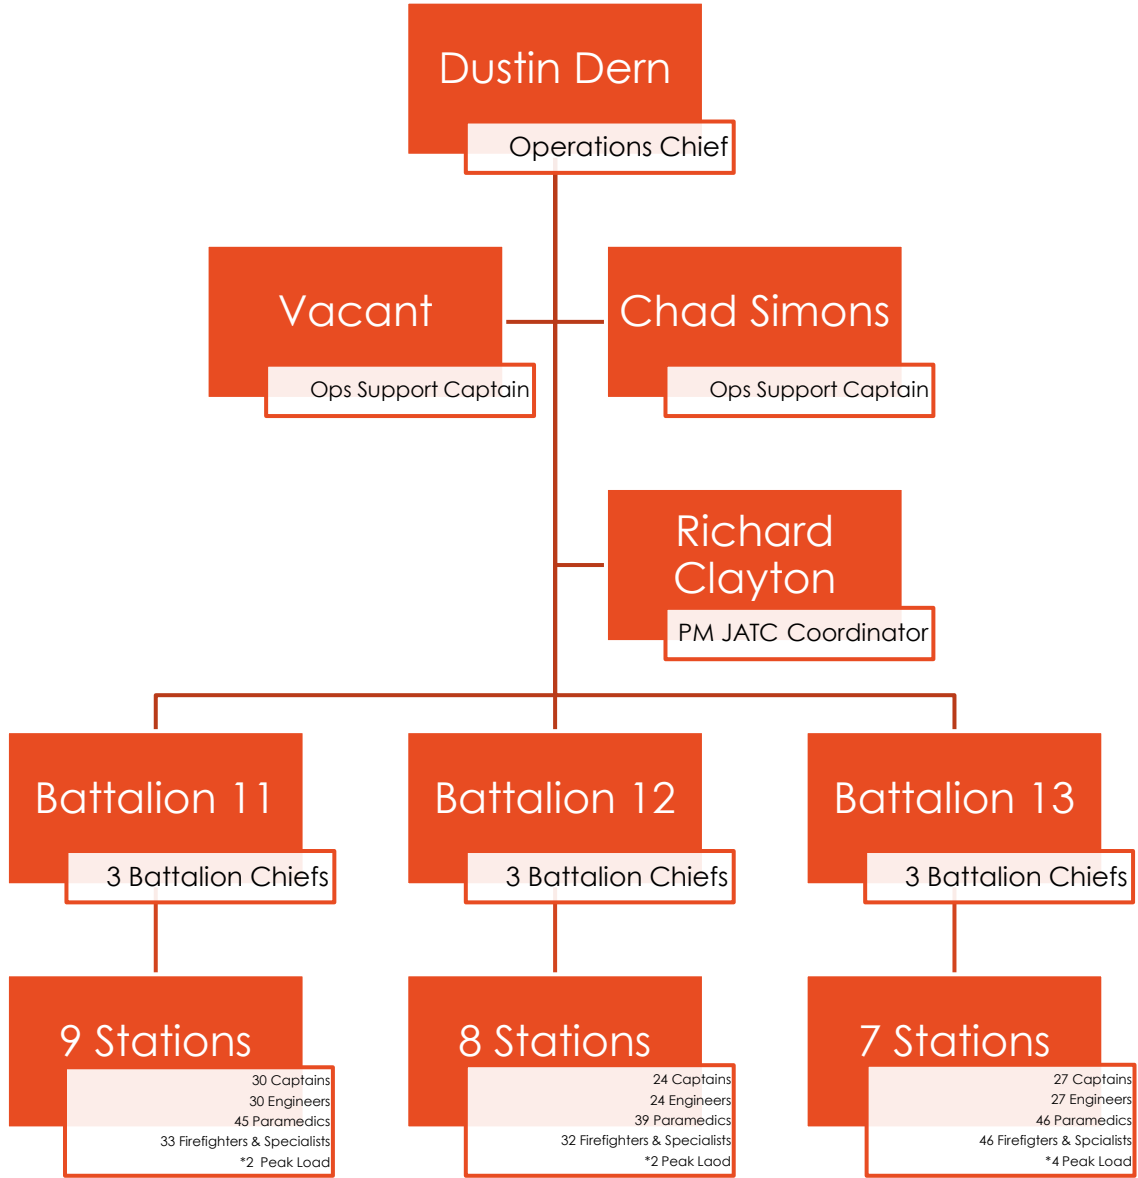 Dustin Dern
Operations Chief
Vacant
Ops Support Captain
Chad Simons
Ops Support Captain
Richard
Clayton
PM JATC Coordinator
Battalion 11
3 Battalion Chiefs
Battalion 12
3 Battalion Chiefs
Battalion 13
3 Battalion Chiefs
9 Stations
30 Captains
30 Engineers
45 Paramedics
33 Firefighters & Specialists
*2 Peak Load
8 Stations
24 Captains
24 Engineers
39 Paramedics
32 Firefighters & Specialists
*2 Peak Laod
7 Stations
27 Captains
27 Engineers
46 Paramedics
46 Firefigters & Spcialists
*4 Peak Load